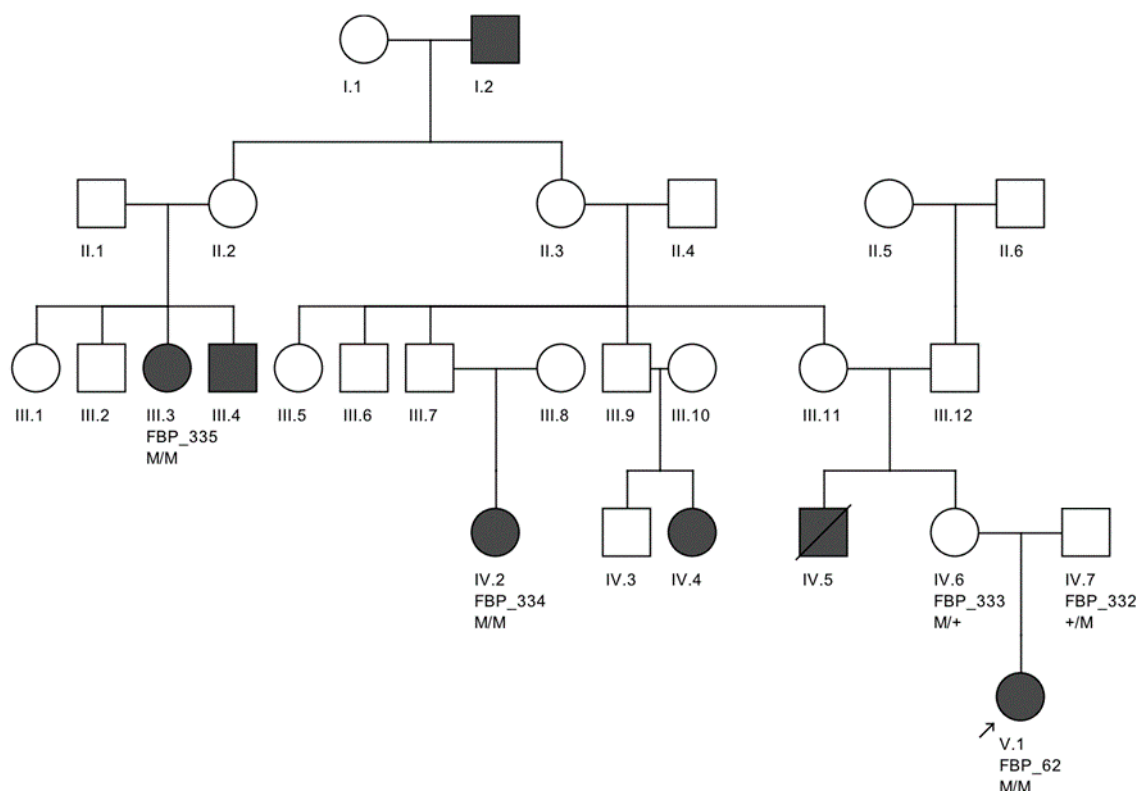 I.1
I.2
II.1
II.2
II.3
II.4
II.5
II.6
III.1
III.2
III.3
FBP_335
M/M
III.4
III.5
III.6
III.7
III.8
III.9
III.10
III.11
III.12
IV.2
FBP_334
M/M
IV.3
IV.4
IV.5
IV.6
FBP_333
M/+
IV.7
FBP_332
+/M
V.1
FBP_62
M/M